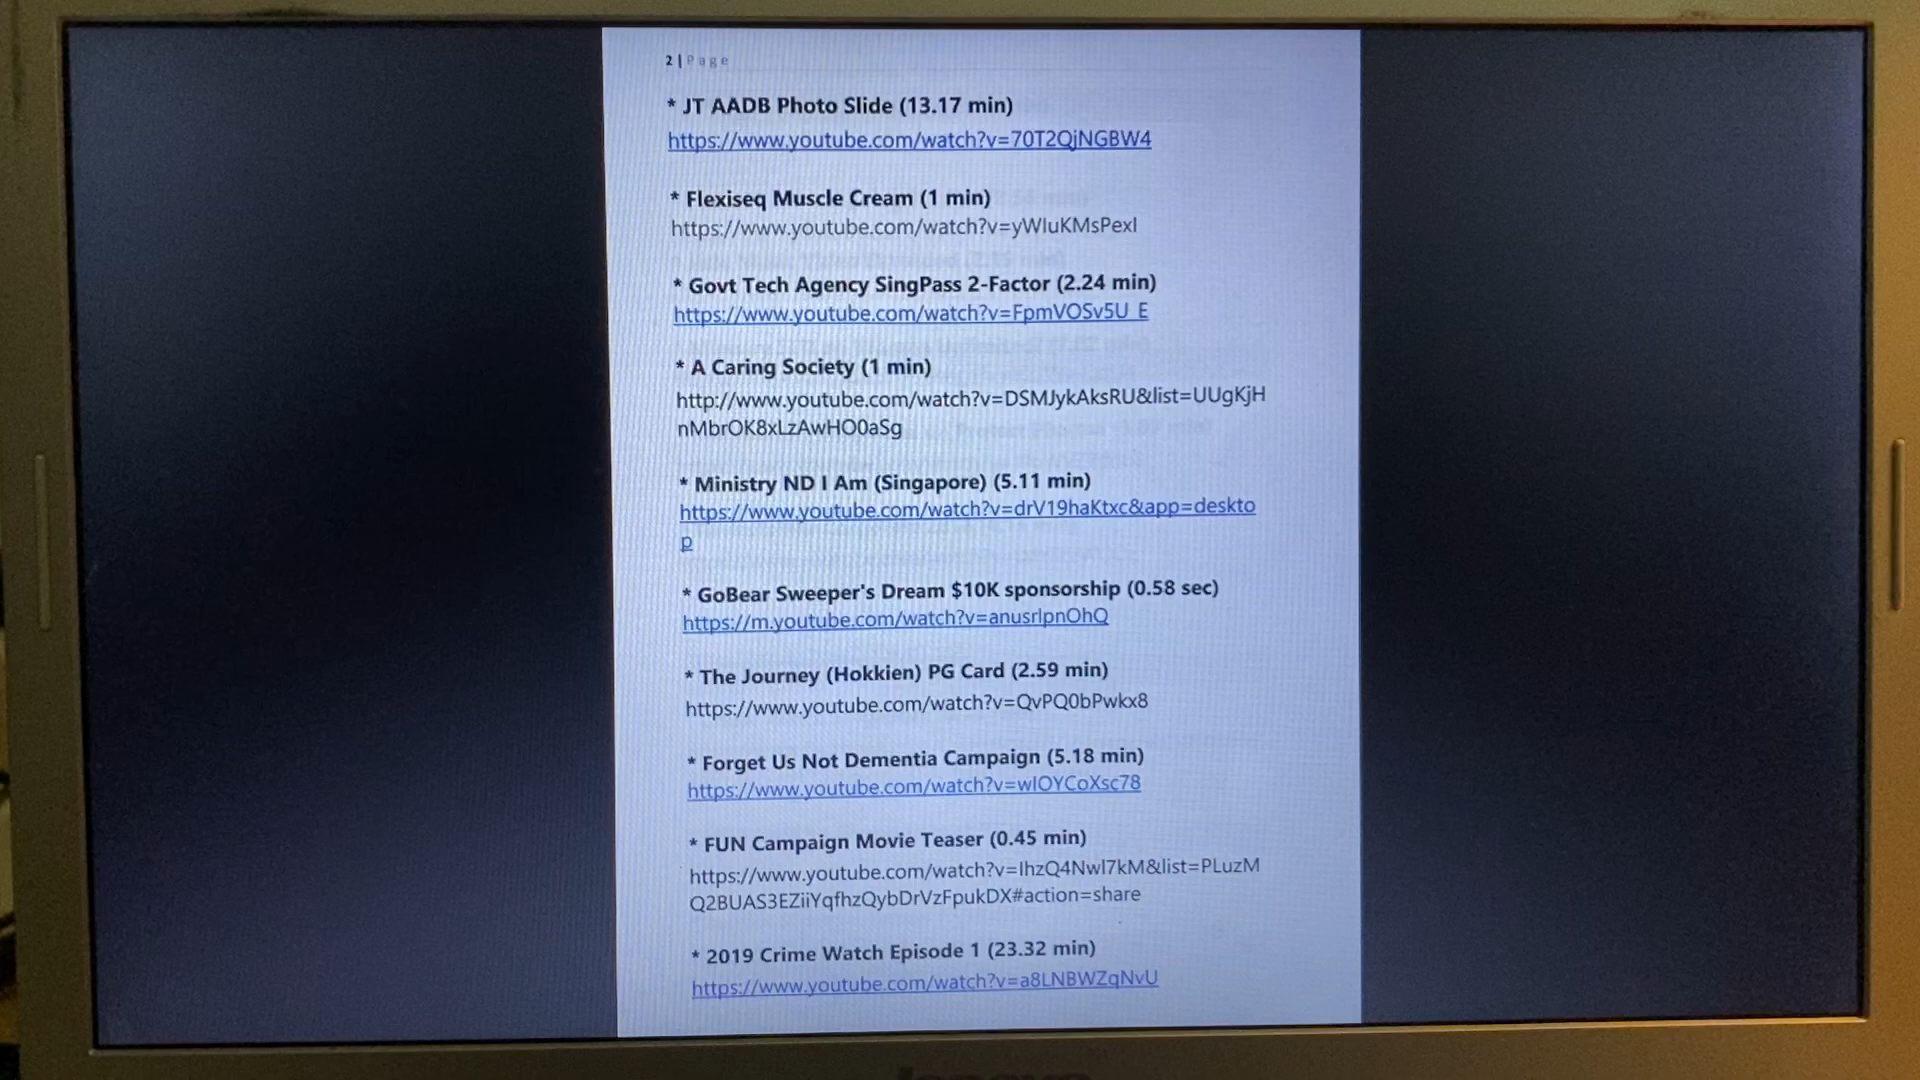 2 | Page
* JT AADB Photo Slide (13.17 min)
https://www.youtube.com/watch?v=70T2QjNGBW4
* Flexiseq Muscle Cream (1 min)
https://www.youtube.com/watch?v=yWluKMsPexI
* Govt Tech Agency SingPass 2-Factor (2.24 min)
https://www.youtube.com/watch?v=FpmVOSv5U_E
* A Caring Society (1 min)
http://www.youtube.com/watch?v=DSMJykAksRU&list=UUgKjH
nMbrOK8xLzAwHO0aSg
* Ministry ND I Am (Singapore) (5.11 min)
https://www.youtube.com/watch?v=drV19haKtxc&app=deskto
p
* GoBear Sweeper's Dream $10K sponsorship (0.58 sec)
https://m.youtube.com/watch?v=anusrlpnOhQ
* The Journey (Hokkien) PG Card (2.59 min)
https://www.youtube.com/watch?v=QvPQ0bPwkx8
* Forget Us Not Dementia Campaign (5.18 min)
https://www.youtube.com/watch?v=wlOYCoXsc78
* FUN Campaign Movie Teaser (0.45 min)
https://www.youtube.com/watch?v=IhzQ4Nwl7kM&list=PLuzM
Q2BUAS3EZiiYqfhzQybDrVzFpukDX#action=share
* 2019 Crime Watch Episode 1 (23.32 min)
https://www.youtube.com/watch?v=a8LNBWZqNvU